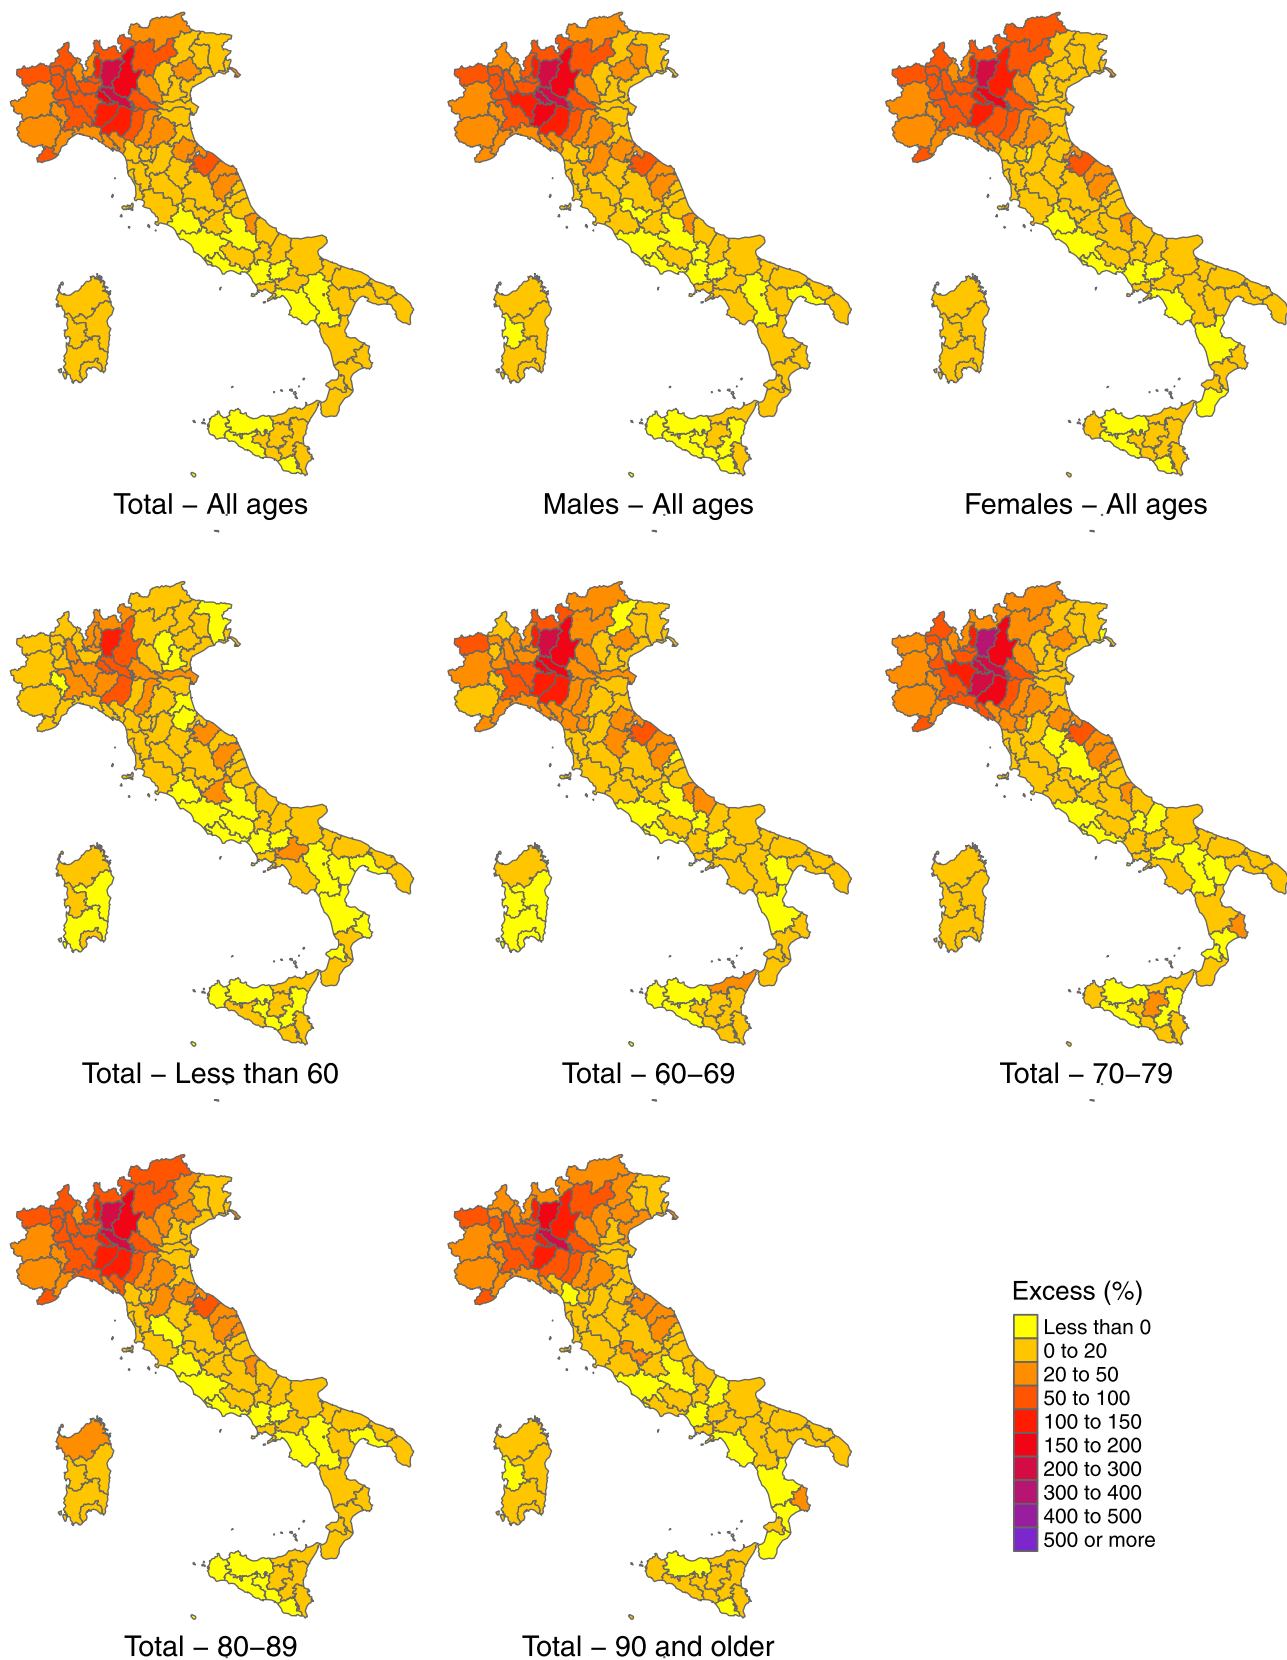 Total – All ages
Males – All ages
Females – All ages
Total – Less than 60
Total – 60–69
Total – 70–79
Total – 80–89
Total – 90 and older
Excess (%)
Less than 0
0 to 20
20 to 50
50 to 100
100 to 150
150 to 200
200 to 300
300 to 400
400 to 500
500 or more